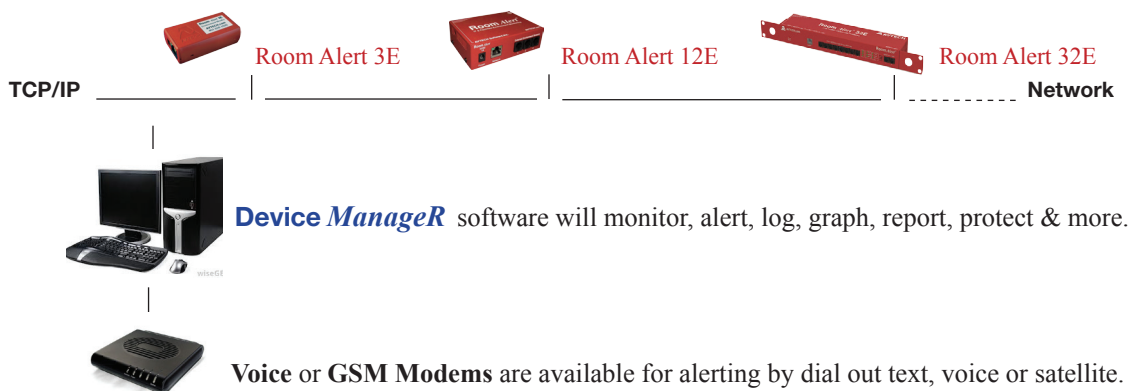 Room Alert 3E
Room Alert 12E
Room Alert 32E
TCP/IP
Network
Device ManageR software will monitor, alert, log, graph, report, protect & more.
Voice or GSM Modems are available for alerting by dial out text, voice or satellite.